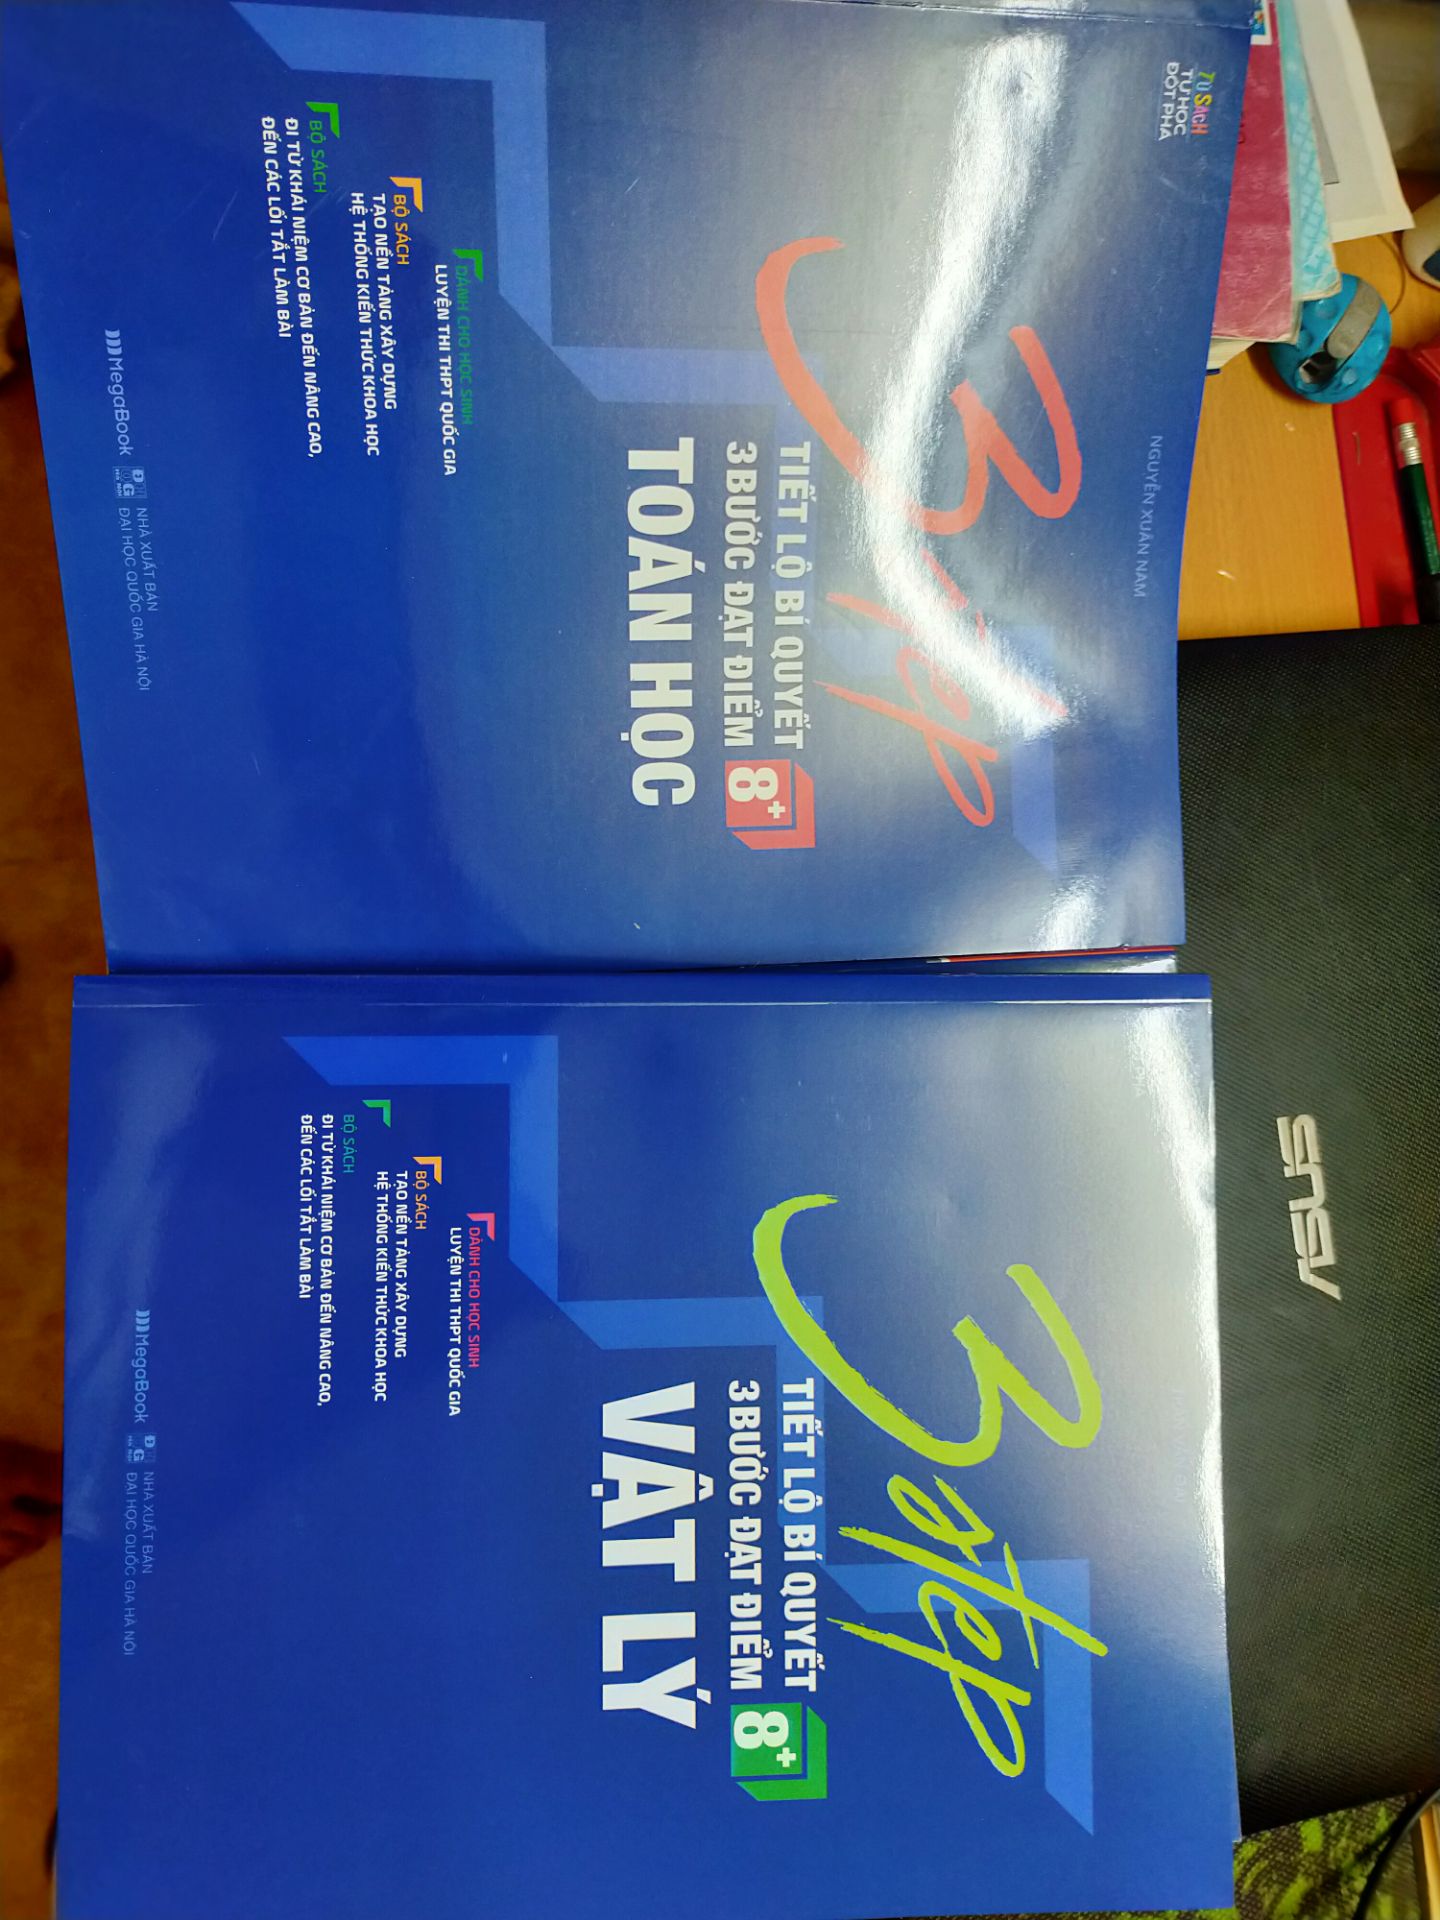 TỦ SÁCH
TỰ HỌC
ĐỘT PHÁ
NGUYỄN XUÂN NAM
3 Step
TIẾT LỘ BÍ QUYẾT
3 BƯỚC ĐẠT ĐIỂM 8+
TOÁN HỌC
DÀNH CHO HỌC SINH
LUYỆN THI THPT QUỐC GIA
BỘ SÁCH
TẠO NỀN TẢNG XÂY DỰNG
HỆ THỐNG KIẾN THỨC KHOA HỌC
BỘ SÁCH
ĐI TỪ KHÁI NIỆM CƠ BẢN ĐẾN NÂNG CAO,
ĐẾN CÁC LỐI TẮT LÀM BÀI
MegaBook
NHÀ XUẤT BẢN
ĐẠI HỌC QUỐC GIA HÀ NỘI
3 Step
TIẾT LỘ BÍ QUYẾT
3 BƯỚC ĐẠT ĐIỂM 8+
VẬT LÝ
DÀNH CHO HỌC SINH
LUYỆN THI THPT QUỐC GIA
BỘ SÁCH
TẠO NỀN TẢNG XÂY DỰNG
HỆ THỐNG KIẾN THỨC KHOA HỌC
BỘ SÁCH
ĐI TỪ KHÁI NIỆM CƠ BẢN ĐẾN NÂNG CAO,
ĐẾN CÁC LỐI TẮT LÀM BÀI
MegaBook
NHÀ XUẤT BẢN
ĐẠI HỌC QUỐC GIA HÀ NỘI
ASUS